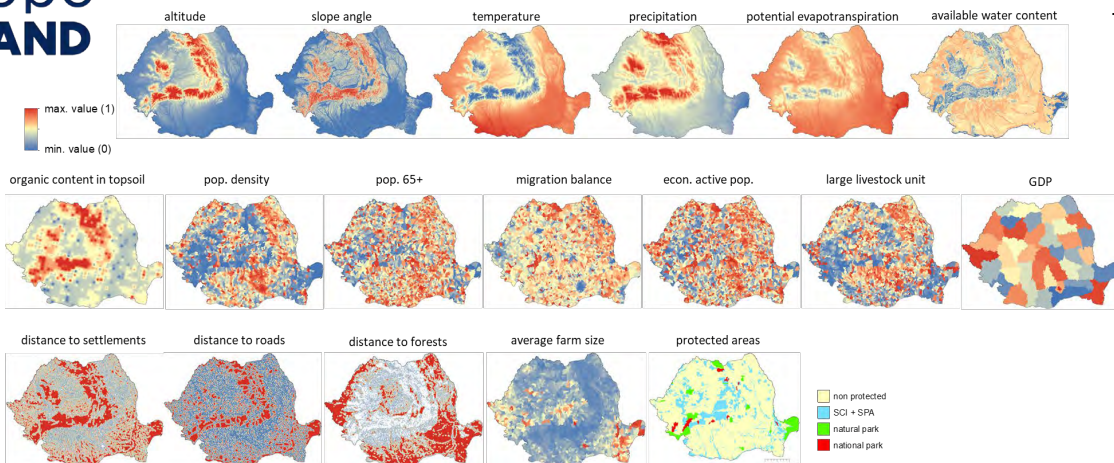 AND
altitude
slope angle
temperature
precipitation
potential evapotranspiration
available water content
max. value (1)
min. value (0)
organic content in topsoil
pop. density
pop. 65+
migration balance
econ. active pop.
large livestock unit
GDP
distance to settlements
distance to roads
distance to forests
average farm size
protected areas
non protected
SCI + SPA
natural park
national park